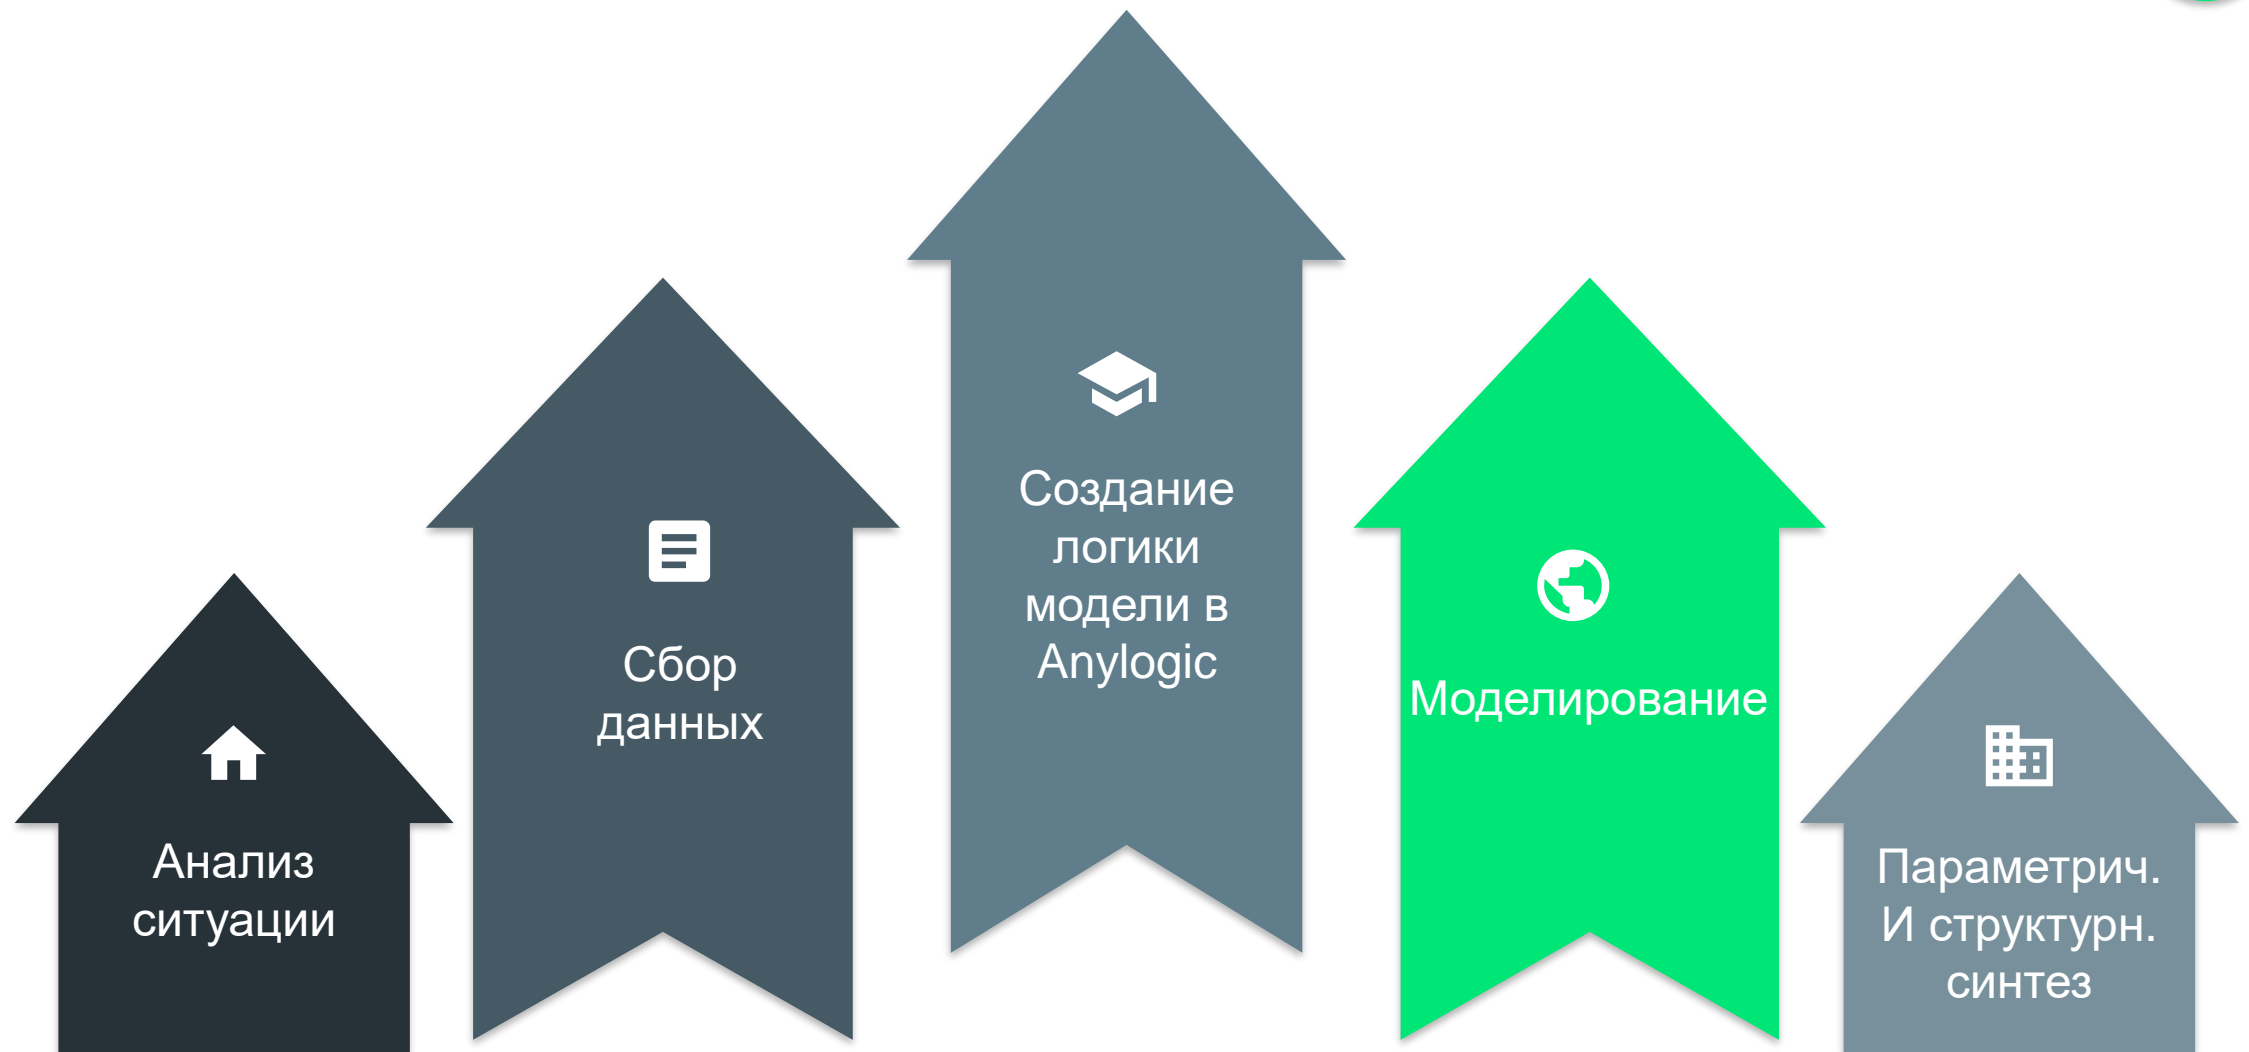 Анализ
ситуации
Сбор
данных
Создание
логики
модели в
Anylogic
Моделирование
Параметрич.
И структурн.
синтез